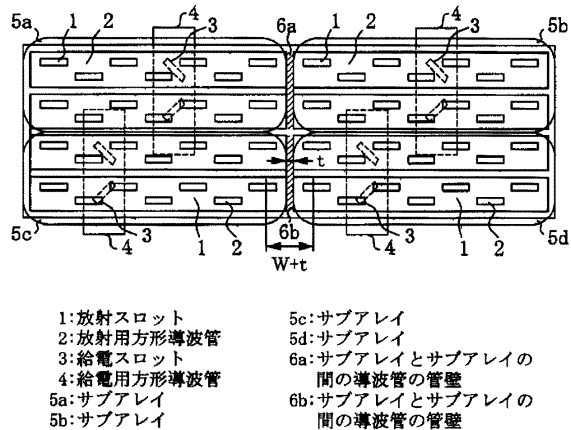 4 4
5a 1 2 3 6a 1 2 3 5b
t
5c 4 3 1 2 6b 4 3 1 2 5d
W+t
1:放射スロット
2:放射用方形導波管
3:給電スロット
4:給電用方形導波管
5a:サブアレイ
5b:サブアレイ
5c:サブアレイ
5d:サブアレイ
6a:サブアレイとサブアレイの
間の導波管の管壁
6b:サブアレイとサブアレイの
間の導波管の管壁